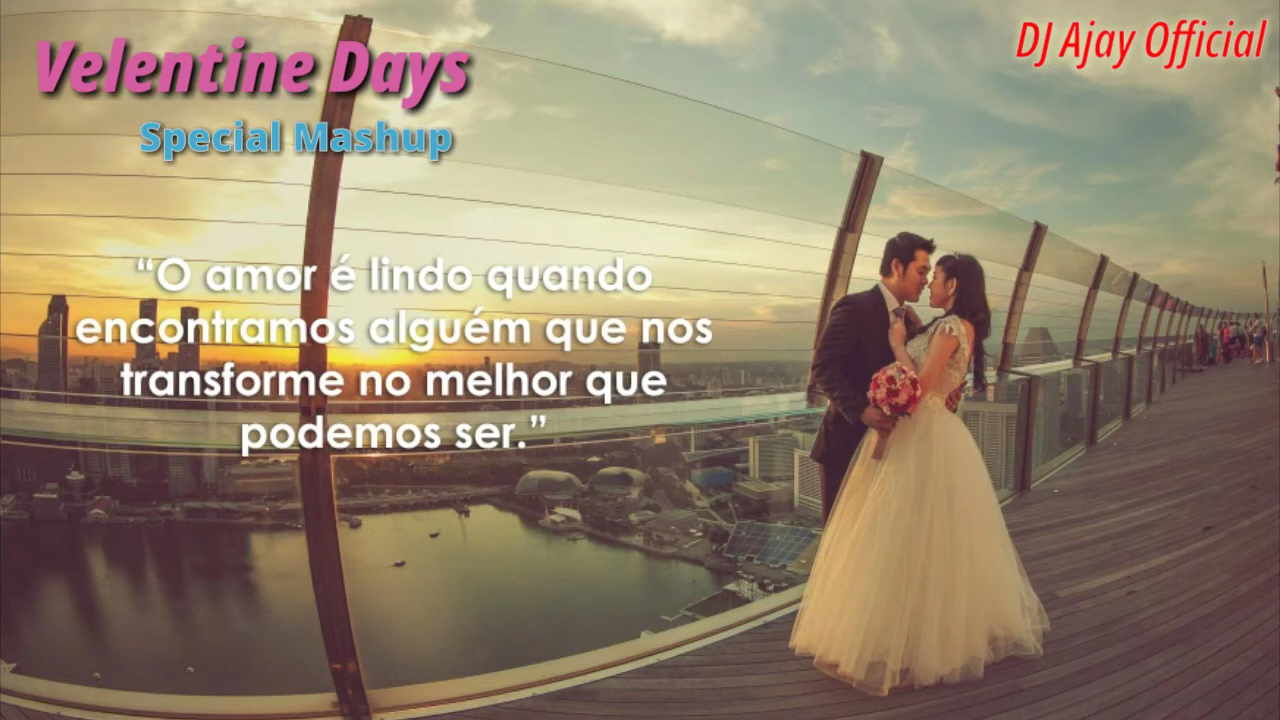 Velentine Days
Special Mashup
DJ Ajay Official
“O amor é lindo quando
encontramos alguém que nos
transforme no melhor que
podemos ser.”